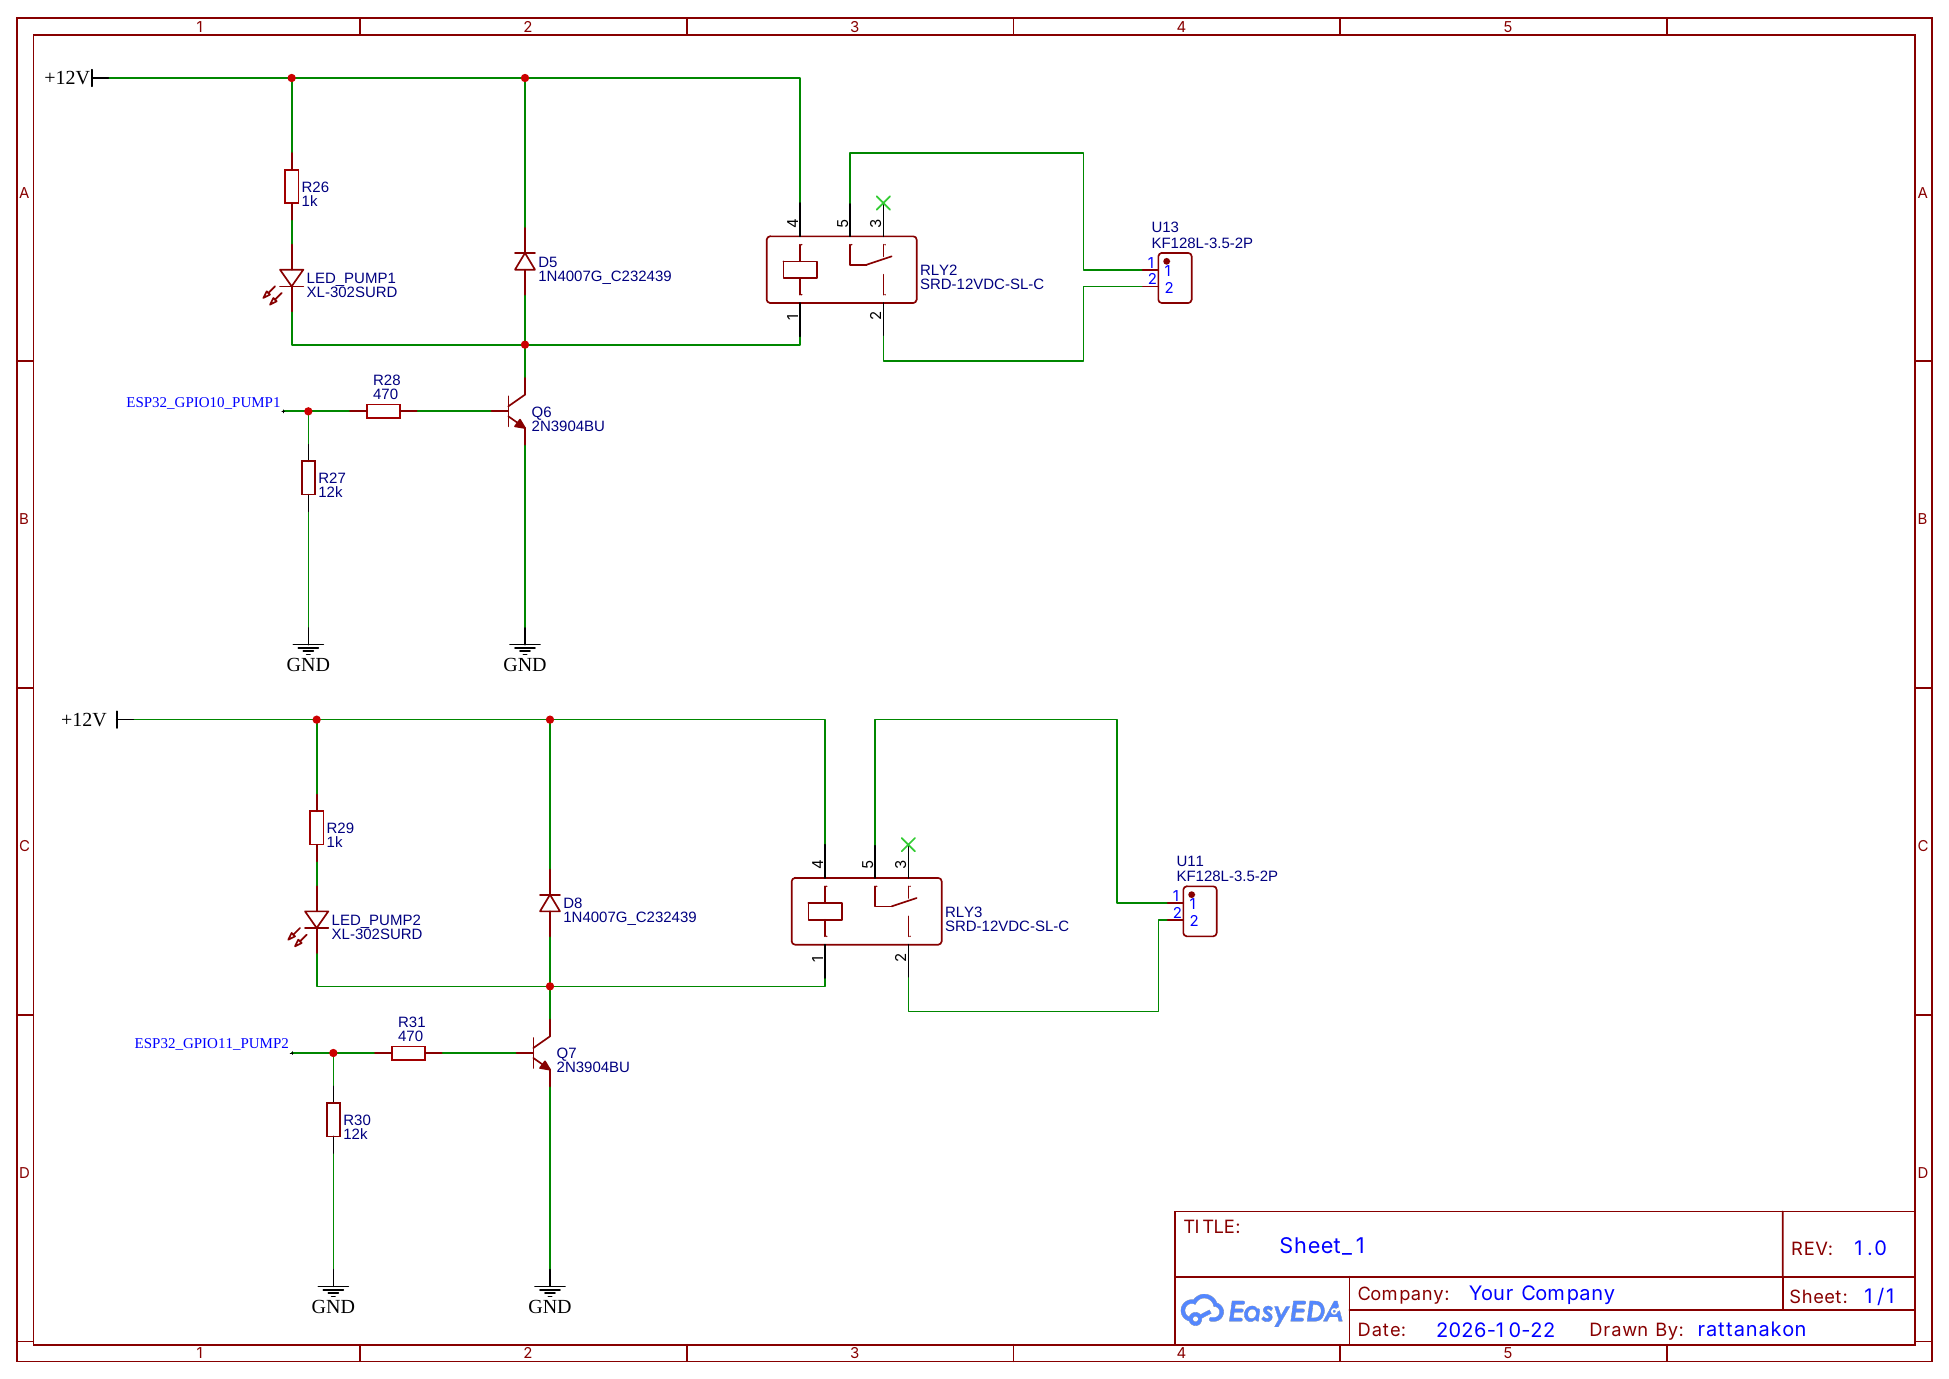 1 2 3 4 5
A
A
+12V
R26
1k
4 5 3
U13
KF128L-3.5-2P
1 1
2 2
LED_PUMP1
XL-302SURD
D5
1N4007G_C232439
RLY2
SRD-12VDC-SL-C
1 2
R28
470
ESP32_GPIO10_PUMP1
Q6
2N3904BU
R27
12k
B
B
GND
GND
+12V
R29
1k
C
C
4 5 3
U11
KF128L-3.5-2P
1 1
2 2
LED_PUMP2
XL-302SURD
D8
1N4007G_C232439
RLY3
SRD-12VDC-SL-C
1 2
R31
470
ESP32_GPIO11_PUMP2
Q7
2N3904BU
R30
12k
D
D
GND
GND
TITLE:
Sheet_1
REV: 1.0
EasyEDA
Company: Your Company
Sheet: 1/1
Date: 2026-10-22 Drawn By: rattanakon
1 2 3 4 5